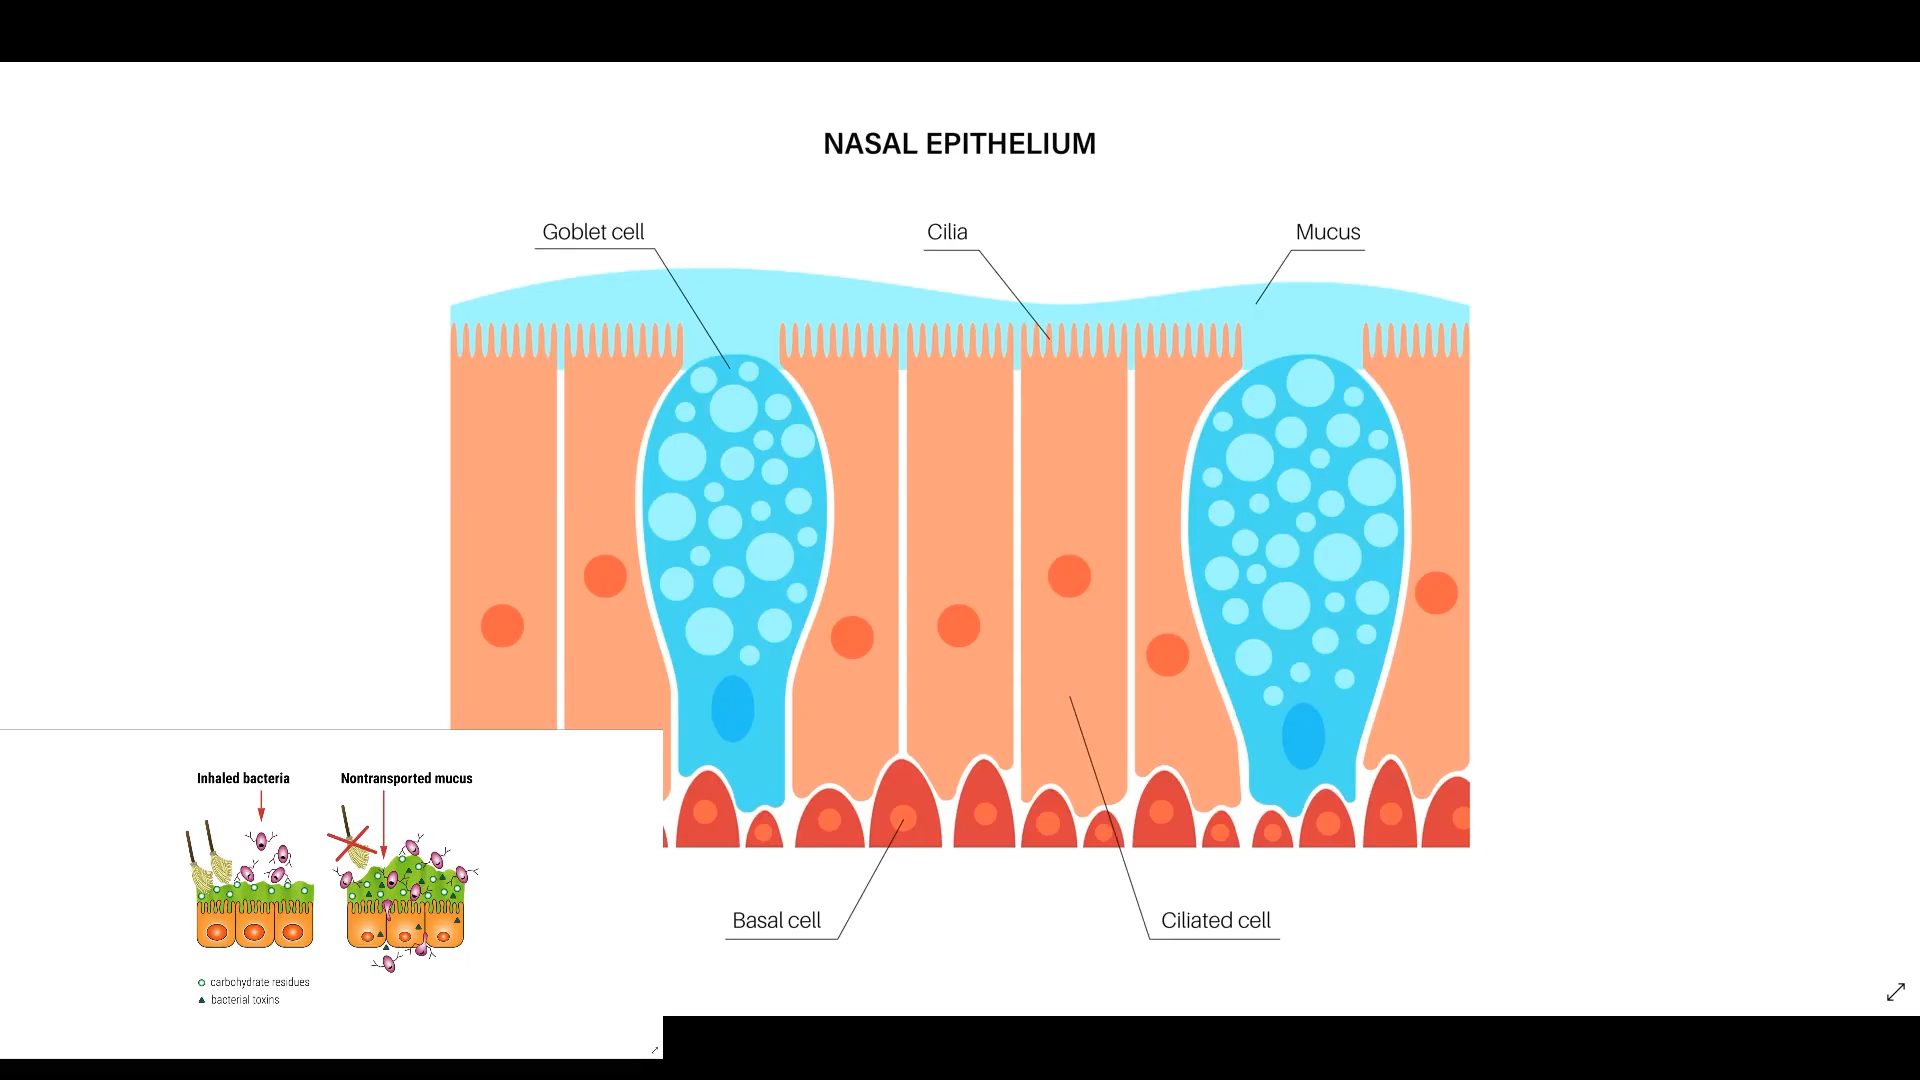 NASAL EPITHELIUM
Goblet cell
Cilia
Mucus
Basal cell
Ciliated cell
Inhaled bacteria
Nontransported mucus
carbohydrate residues
bacterial toxins